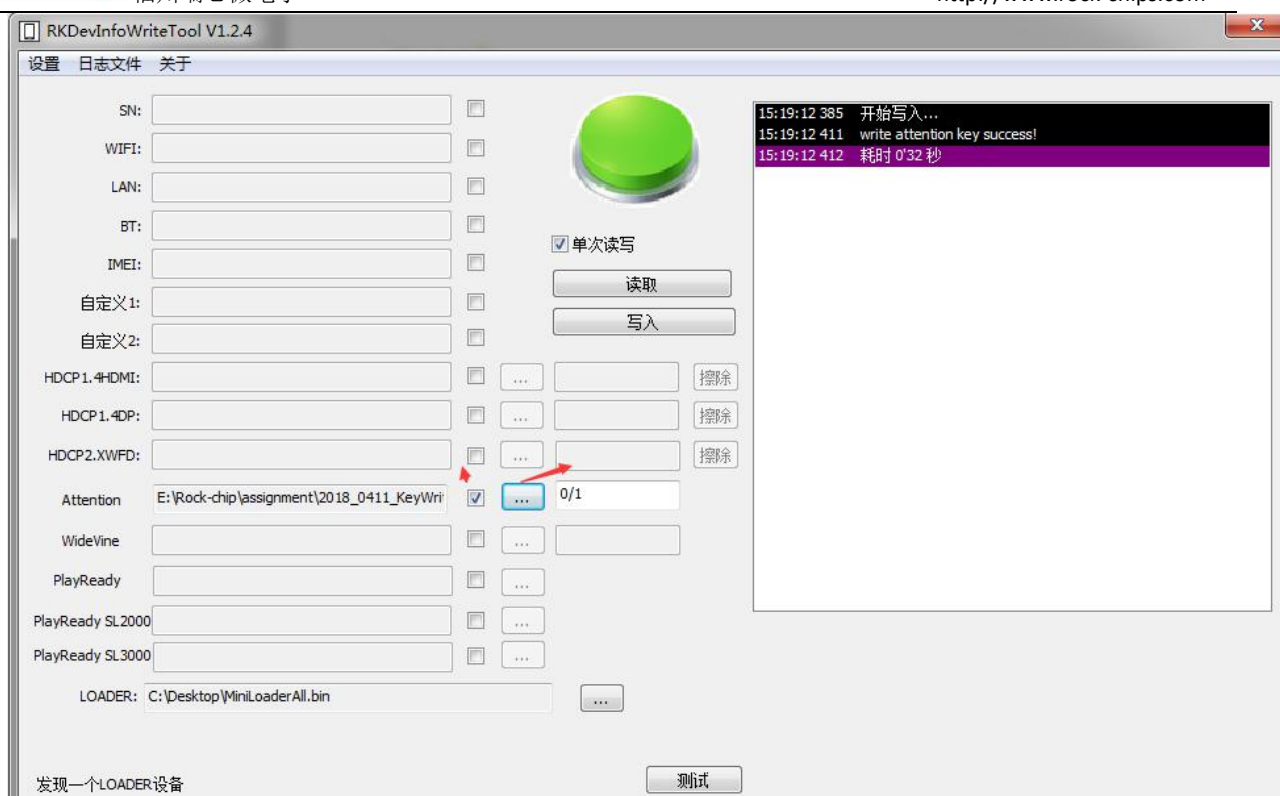 RKDevInfoWriteTool V1.2.4
设置 日志文件 关于
SN:
WIFI:
LAN:
BT:
IMEI:
自定义1:
自定义2:
HDCP1.4HDMI: ... 擦除
HDCP1.4DP: ... 擦除
HDCP2.XWFD: ... 擦除
Attention E:\Rock-chip\assignment\2018_0411_KeyWri ... 0/1
WideVine ...
PlayReady ...
PlayReady SL2000 ...
PlayReady SL3000 ...
LOADER: C:\Desktop\MiniLoaderAll.bin ...
发现一个LOADER设备
单次读写
读取
写入
测试
15:19:12 385 开始写入...
15:19:12 411 write attention key success!
15:19:12 412 耗时 0'32 秒